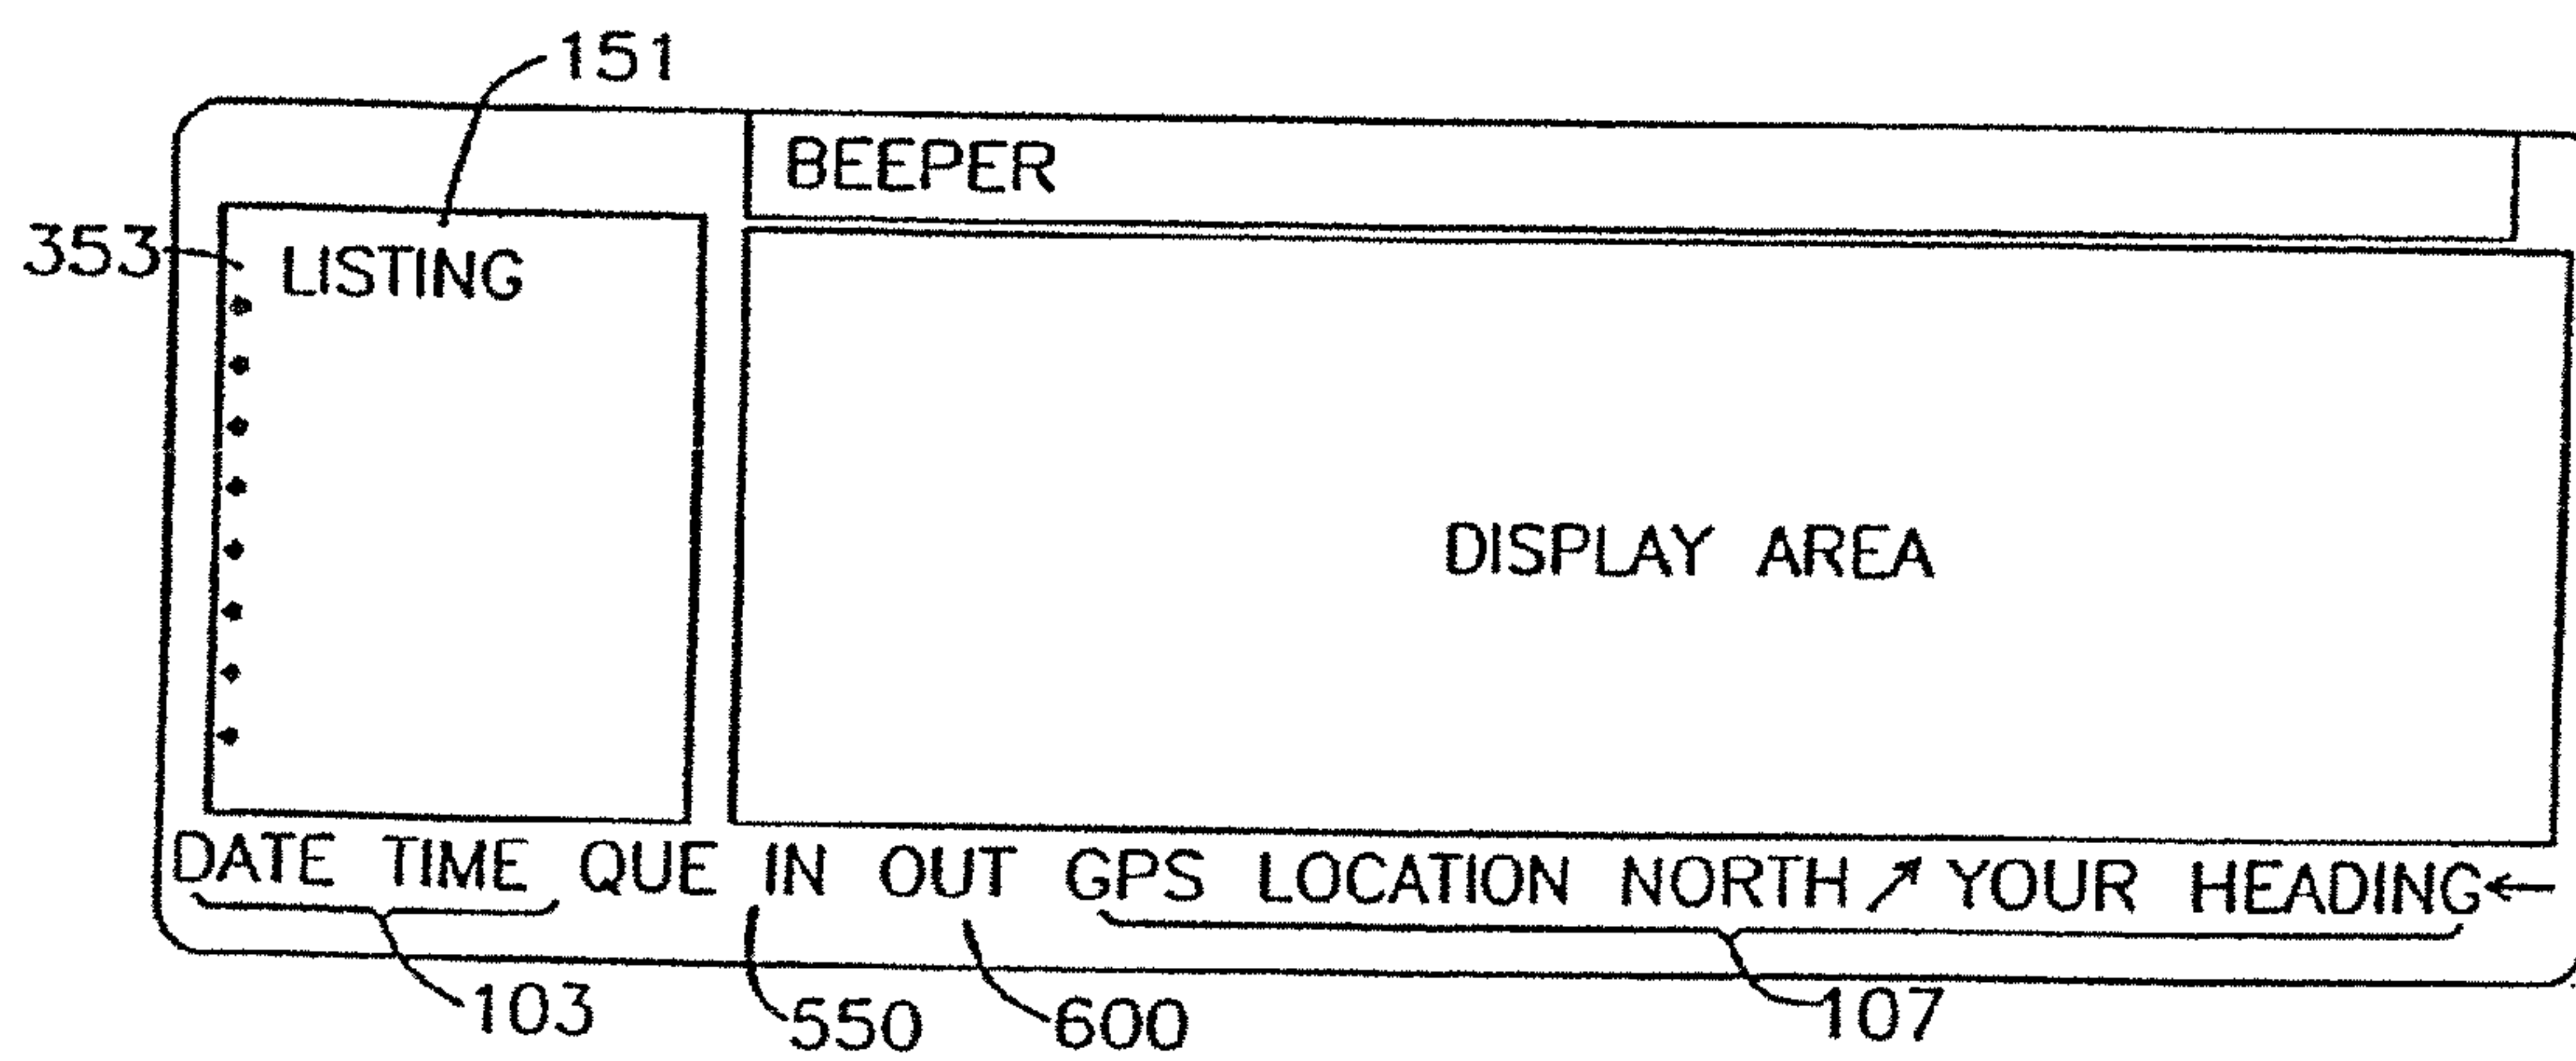 151
BEEPER
353
LISTING
DISPLAY AREA
DATE TIME QUE IN OUT GPS LOCATION NORTH ↗ YOUR HEADING ←
103
550
600
107